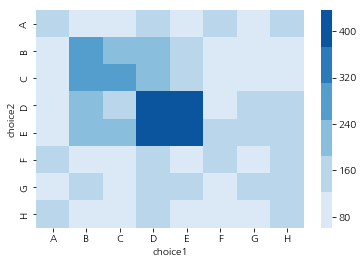 A
B
C
D
E
F
G
H
choice2
A B C D E F G H
choice1
400
320
240
160
80